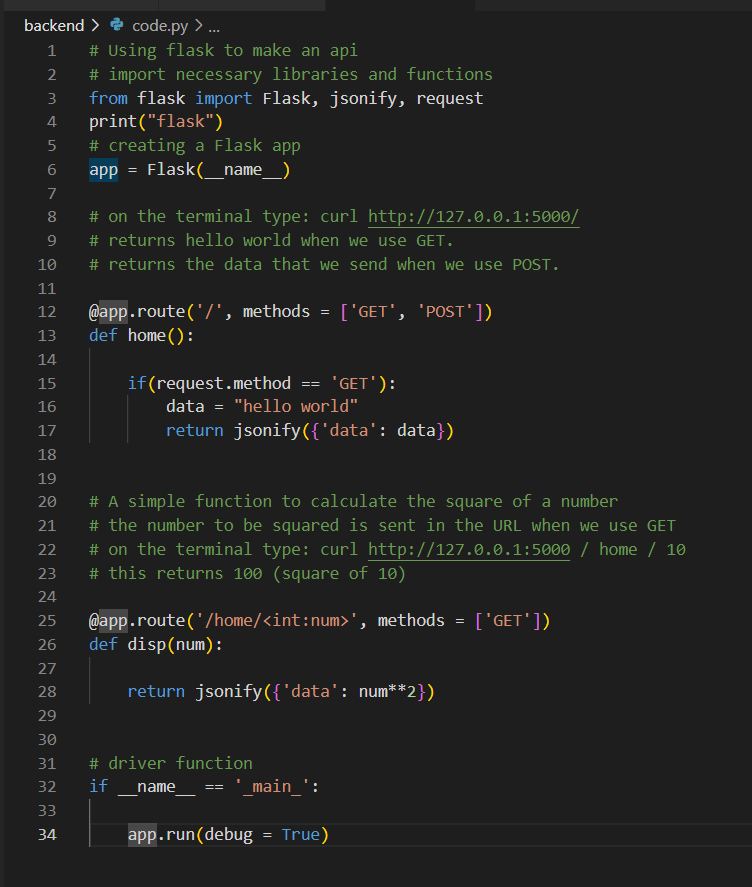 backend > code.py > ...
1 # Using flask to make an api
2 # import necessary libraries and functions
3 from flask import Flask, jsonify, request
4 print("flask")
5 # creating a Flask app
6 app = Flask(__name__)
7
8 # on the terminal type: curl http://127.0.0.1:5000/
9 # returns hello world when we use GET.
10 # returns the data that we send when we use POST.
11
12 @app.route('/', methods = ['GET', 'POST'])
13 def home():
14
15     if(request.method == 'GET'):
16         data = "hello world"
17         return jsonify({'data': data})
18
19
20 # A simple function to calculate the square of a number
21 # the number to be squared is sent in the URL when we use GET
22 # on the terminal type: curl http://127.0.0.1:5000 / home / 10
23 # this returns 100 (square of 10)
24
25 @app.route('/home/<int:num>', methods = ['GET'])
26 def disp(num):
27
28     return jsonify({'data': num**2})
29
30
31 # driver function
32 if __name__ == '_main_':
33
34     app.run(debug = True)